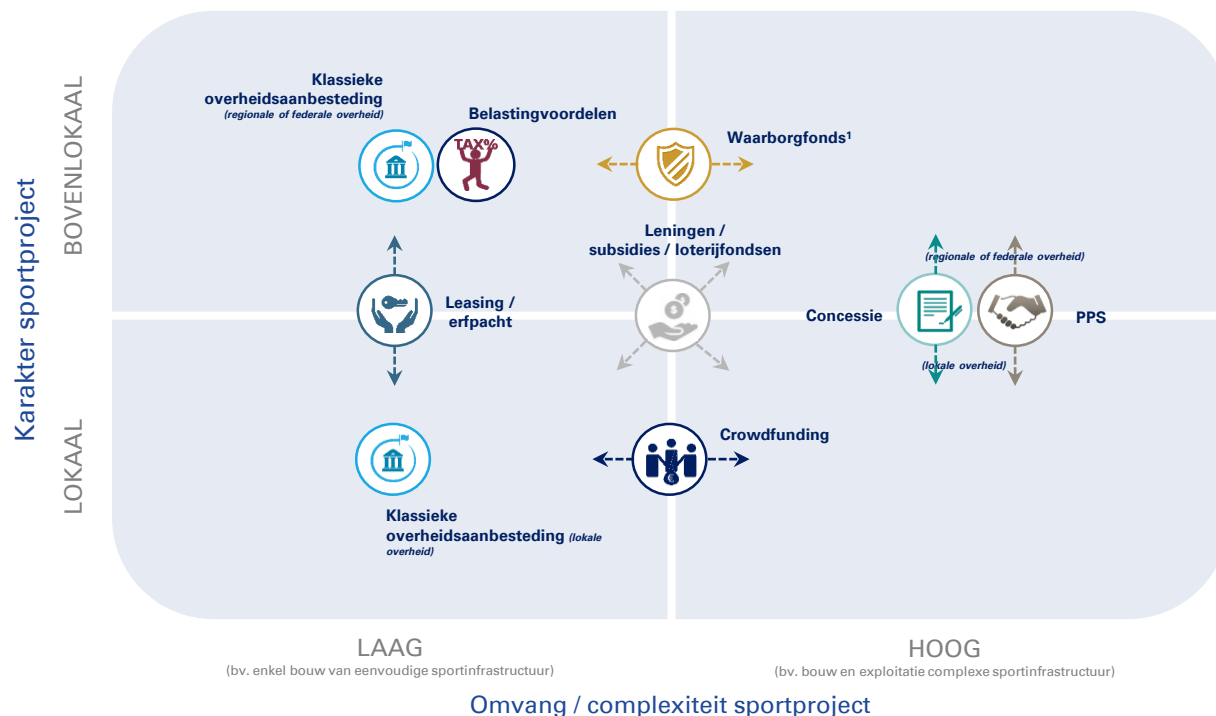 Klassieke
overheidsaanbesteding
(regionale of federale overheid)
Belastingvoordelen
TAX%
Waarborgfonds¹
BOVENLOKAAL
Karakter sportproject
Leningen /
subsidies / loterijfondsen
(regionale of federale overheid)
Leasing /
erfpacht
$
Concessie
PPS
(lokale overheid)
LOKAAL
Crowdfunding
Klassieke
overheidsaanbesteding (lokale
overheid)
LAAG
(bv. enkel bouw van eenvoudige sportinfrastructuur)
HOOG
(bv. bouw en exploitatie complexe sportinfrastructuur)
Omvang / complexiteit sportproject